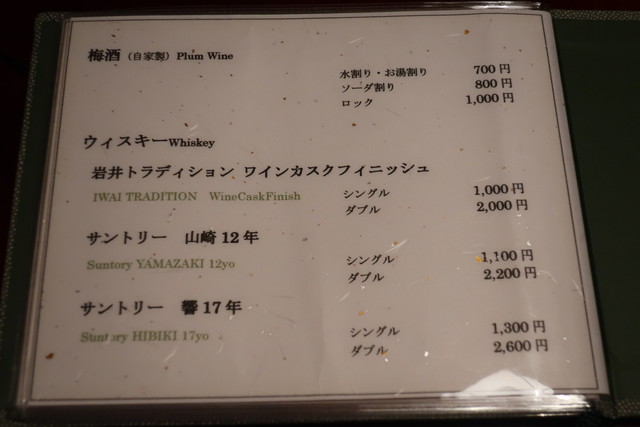 梅酒（自家製）Plum Wine
水割り・お湯割り 700円
ソーダ割り 800円
ロック 1,000円
ウィスキーWhiskey
岩井トラディション ワインカスクフィニッシュ
IWAI TRADITION WineCaskFinish シングル 1,000円
ダブル 2,000円
サントリー 山崎12年
Suntory YAMAZAKI 12yo シングル 1,100円
ダブル 2,200円
サントリー 響17年
Suntory HIBIKI 17yo シングル 1,300円
ダブル 2,600円